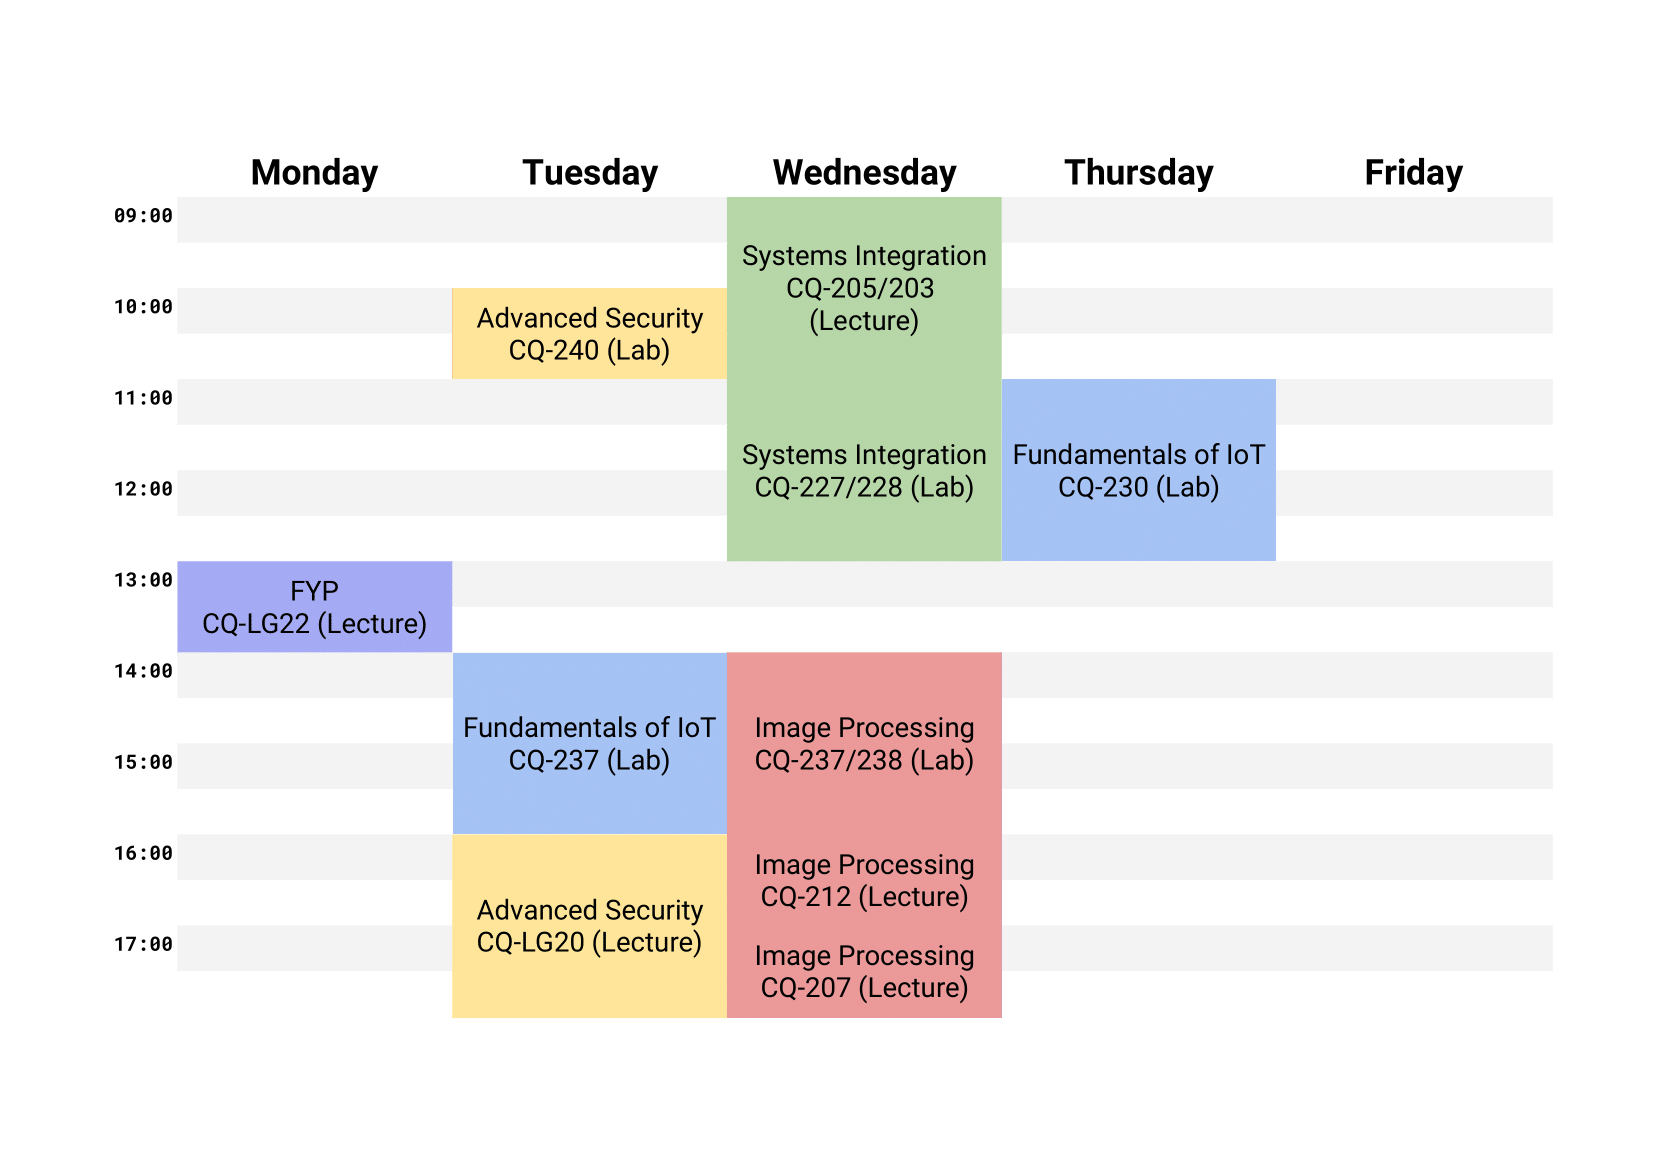 Monday Tuesday Wednesday Thursday Friday
09:00
Systems Integration
CQ-205/203
(Lecture)
10:00
Advanced Security
CQ-240 (Lab)
11:00
Systems Integration
CQ-227/228 (Lab)
Fundamentals of IoT
CQ-230 (Lab)
12:00
13:00
FYP
CQ-LG22 (Lecture)
14:00
Fundamentals of IoT
CQ-237 (Lab)
Image Processing
CQ-237/238 (Lab)
15:00
16:00
Image Processing
CQ-212 (Lecture)
Advanced Security
CQ-LG20 (Lecture)
17:00
Image Processing
CQ-207 (Lecture)